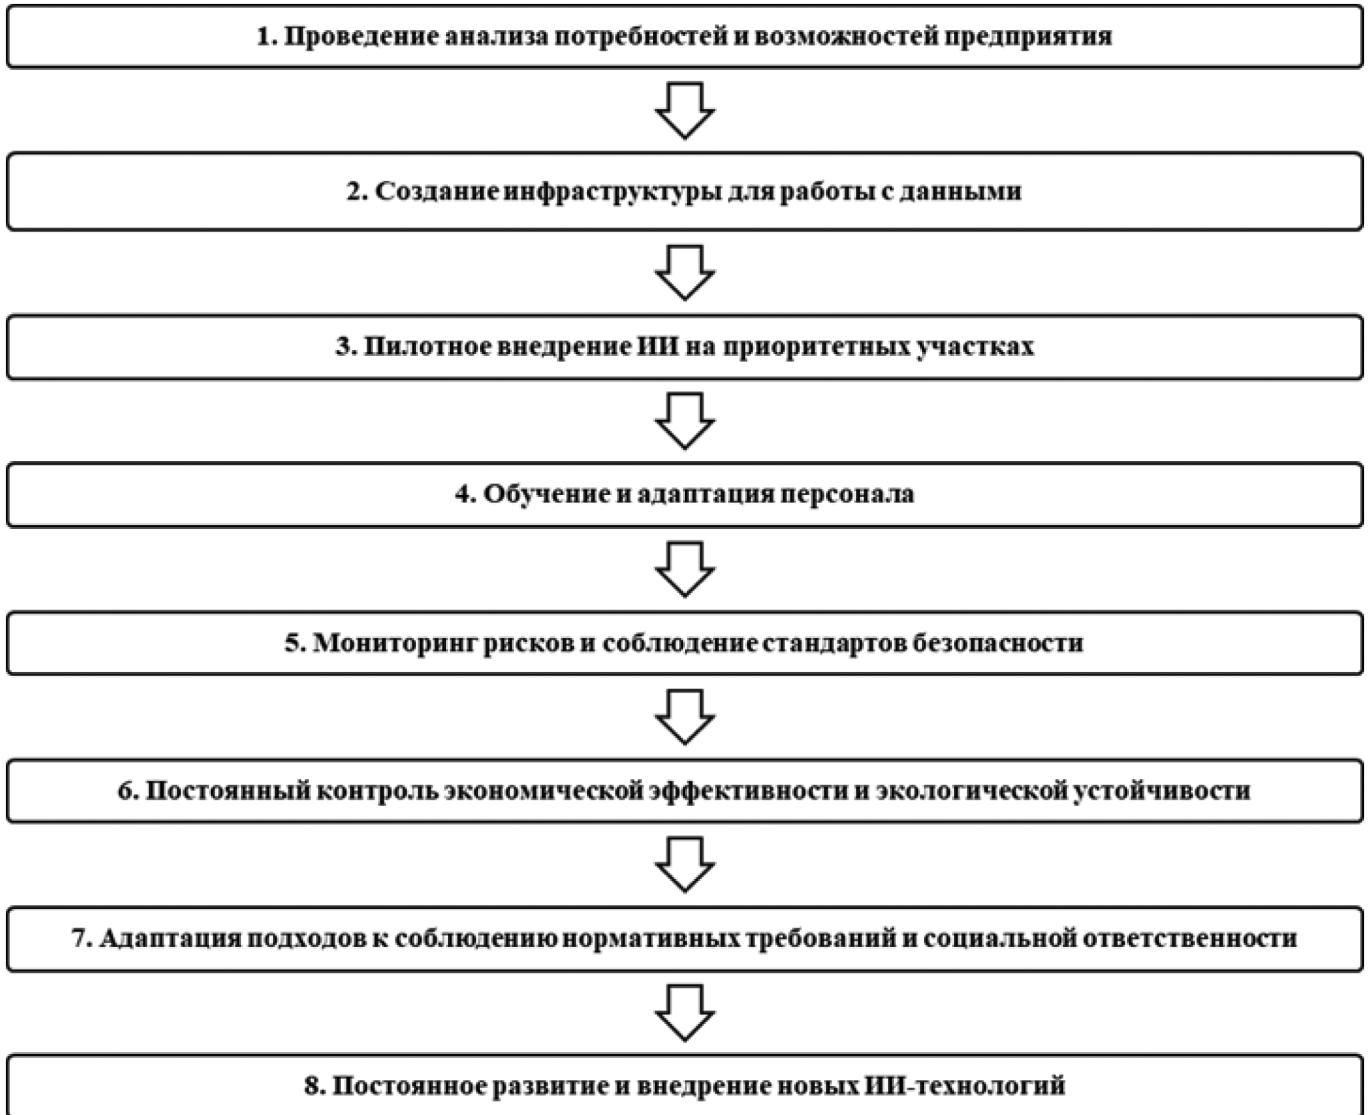 1. Проведение анализа потребностей и возможностей предприятия
2. Создание инфраструктуры для работы с данными
3. Пилотное внедрение ИИ на приоритетных участках
4. Обучение и адаптация персонала
5. Мониторинг рисков и соблюдение стандартов безопасности
6. Постоянный контроль экономической эффективности и экологической устойчивости
7. Адаптация подходов к соблюдению нормативных требований и социальной ответственности
8. Постоянное развитие и внедрение новых ИИ-технологий